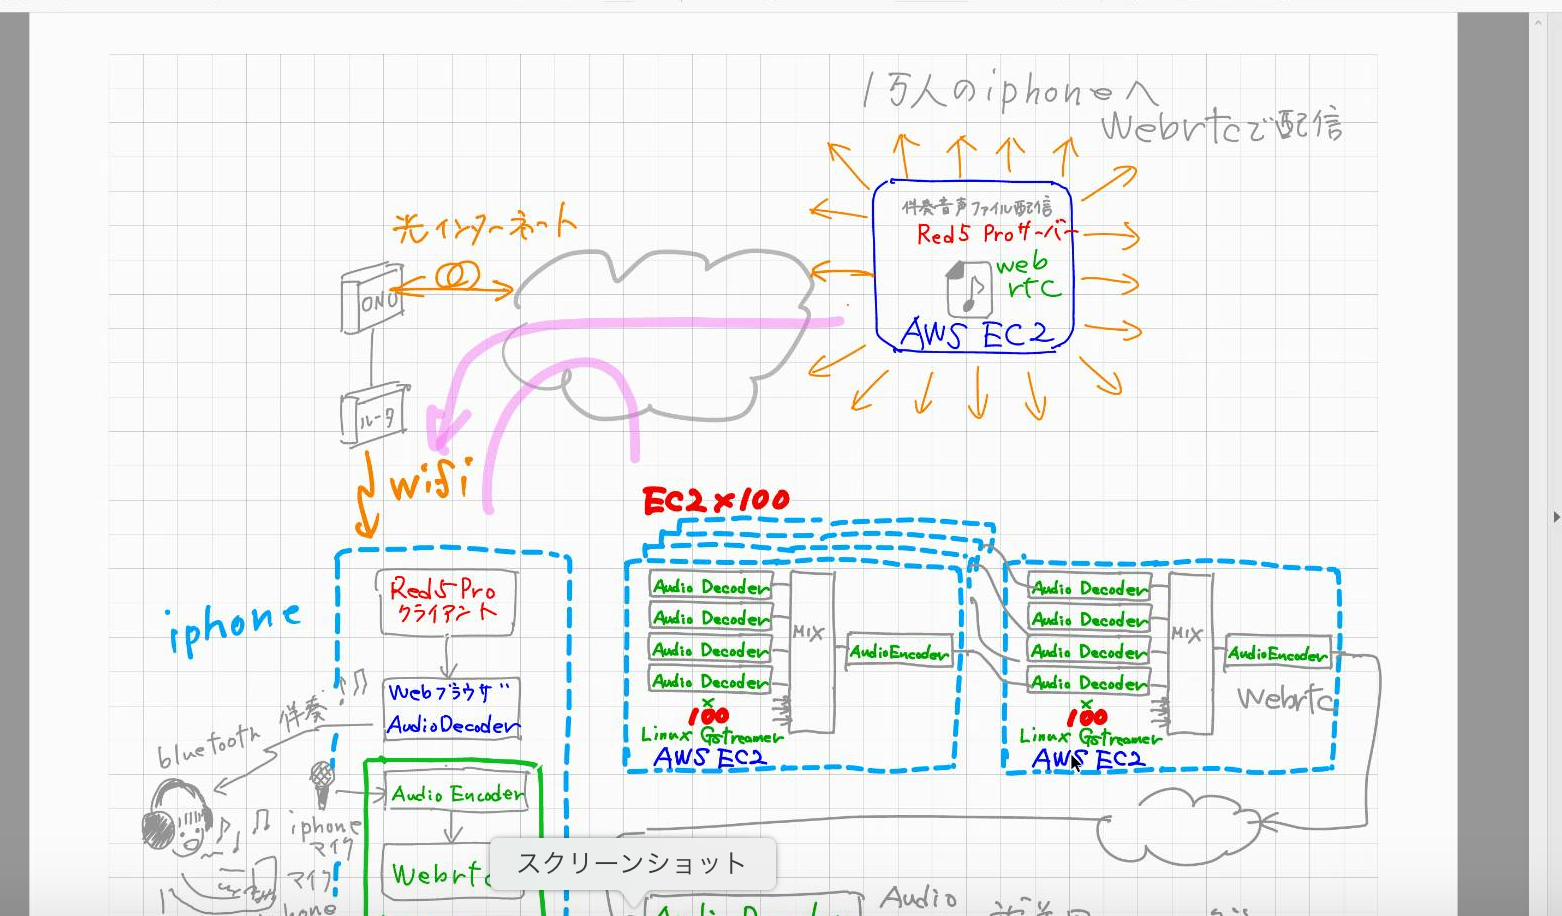 1万人のiphoneへ
Webrtcで配信
伴奏音声ファイル配信
Red5 Proサーバー
web
rtc
AWS EC2
光インターネット
ONU
ルータ
wifi
EC2×100
iphone
Red5Pro
クライアント
Webブラウザ
AudioDecoder
伴奏
bluetooth
Audio Encoder
iphone
マイク
マイク
Webrtc
Audio Decoder
Audio Decoder
Audio Decoder
Audio Decoder
×
100
MIX
AudioEncoder
Linux Gstreamer
AWS EC2
Audio Decoder
Audio Decoder
Audio Decoder
Audio Decoder
×
100
MIX
AudioEncoder
Webrtc
Linux Gstreamer
AWS EC2
スクリーンショット
Audio